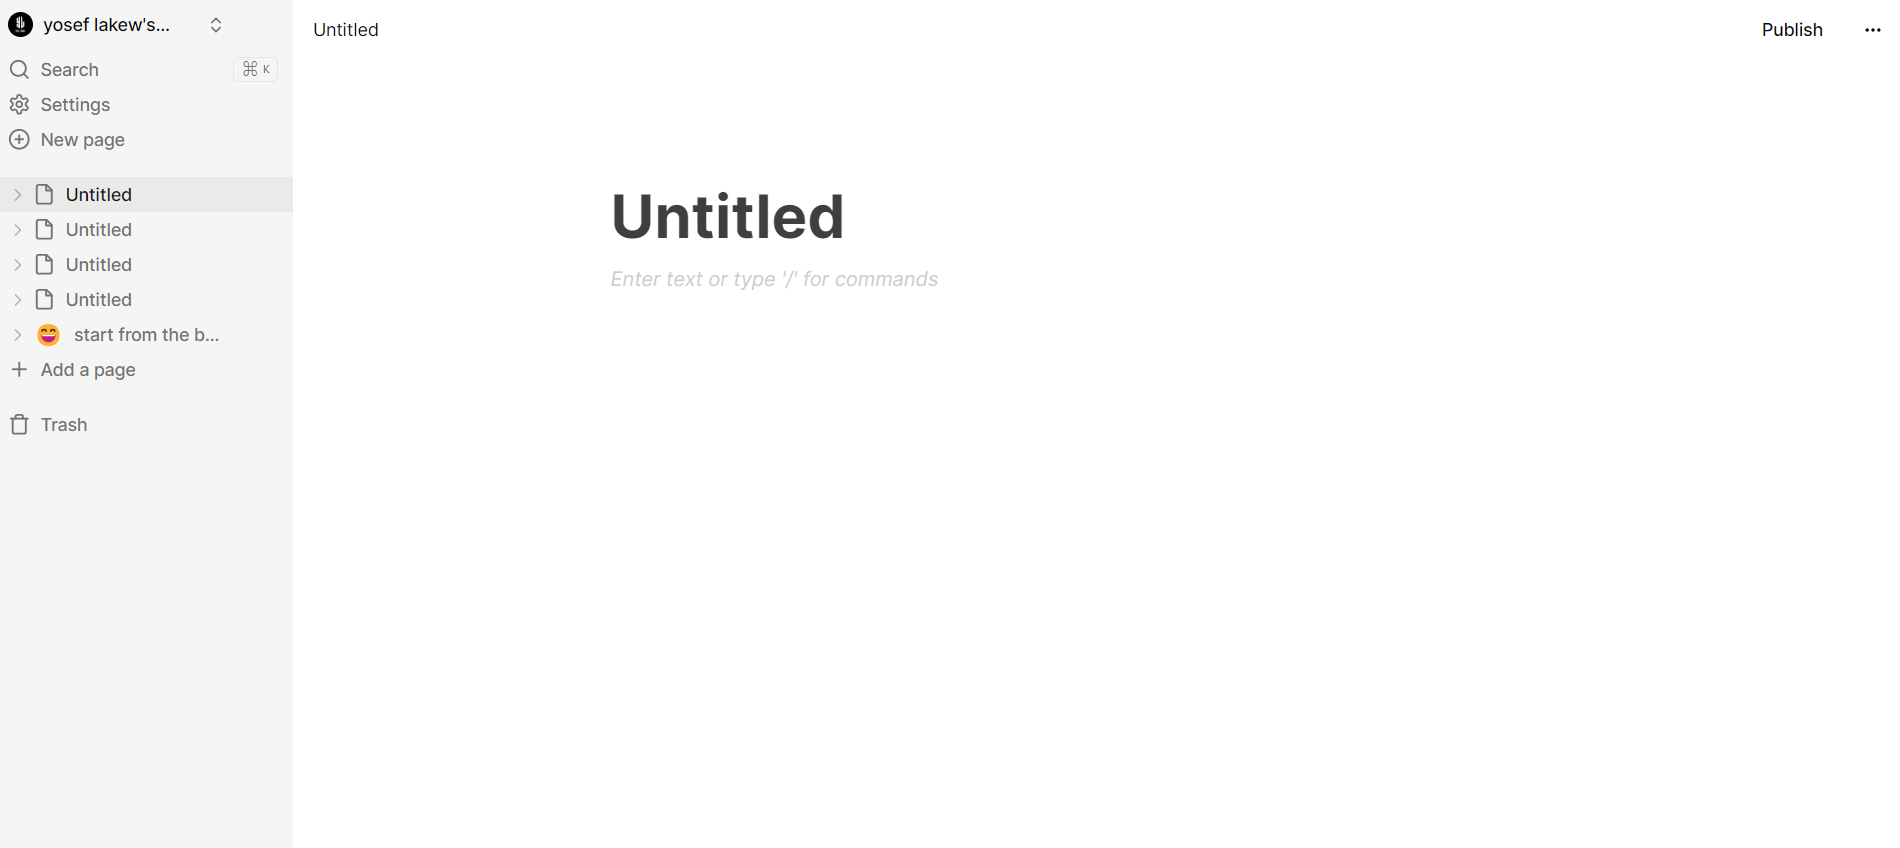 yosef lakew's...
Search ⌘ K
Settings
New page
Untitled
Untitled
Untitled
Untitled
start from the b...
Add a page
Trash
Untitled
Publish
Untitled
Enter text or type '/' for commands